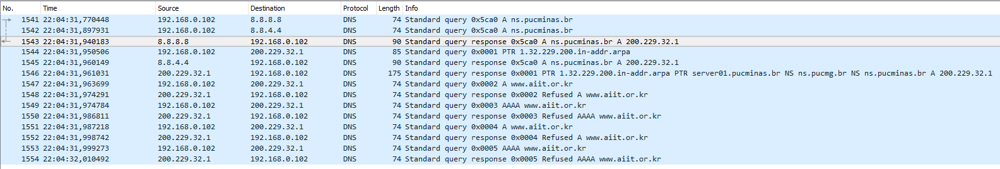 No. Time Source Destination Protocol Length Info
1541 22:04:31,770448 192.168.0.102 8.8.8.8 DNS 74 Standard query 0x5ca0 A ns.pucminas.br
1542 22:04:31,897931 192.168.0.102 8.8.4.4 DNS 74 Standard query 0x5ca0 A ns.pucminas.br
1543 22:04:31,940183 8.8.8.8 192.168.0.102 DNS 90 Standard query response 0x5ca0 A ns.pucminas.br A 200.229.32.1
1544 22:04:31,950506 192.168.0.102 200.229.32.1 DNS 85 Standard query 0x0001 PTR 1.32.229.200.in-addr.arpa
1545 22:04:31,960149 8.8.4.4 192.168.0.102 DNS 90 Standard query response 0x5ca0 A ns.pucminas.br A 200.229.32.1
1546 22:04:31,961031 200.229.32.1 192.168.0.102 DNS 175 Standard query response 0x0001 PTR 1.32.229.200.in-addr.arpa PTR server01.pucminas.br NS ns.pucmg.br NS ns.pucminas.br A 200.229.32.1
1547 22:04:31,963699 192.168.0.102 200.229.32.1 DNS 74 Standard query 0x0002 A www.aiit.or.kr
1548 22:04:31,974291 200.229.32.1 192.168.0.102 DNS 74 Standard query response 0x0002 Refused A www.aiit.or.kr
1549 22:04:31,974784 192.168.0.102 200.229.32.1 DNS 74 Standard query 0x0003 AAAA www.aiit.or.kr
1550 22:04:31,986811 200.229.32.1 192.168.0.102 DNS 74 Standard query response 0x0003 Refused AAAA www.aiit.or.kr
1551 22:04:31,987218 192.168.0.102 200.229.32.1 DNS 74 Standard query 0x0004 A www.aiit.or.kr
1552 22:04:31,998742 200.229.32.1 192.168.0.102 DNS 74 Standard query response 0x0004 Refused A www.aiit.or.kr
1553 22:04:31,999273 192.168.0.102 200.229.32.1 DNS 74 Standard query 0x0005 AAAA www.aiit.or.kr
1554 22:04:32,010492 200.229.32.1 192.168.0.102 DNS 74 Standard query response 0x0005 Refused AAAA www.aiit.or.kr